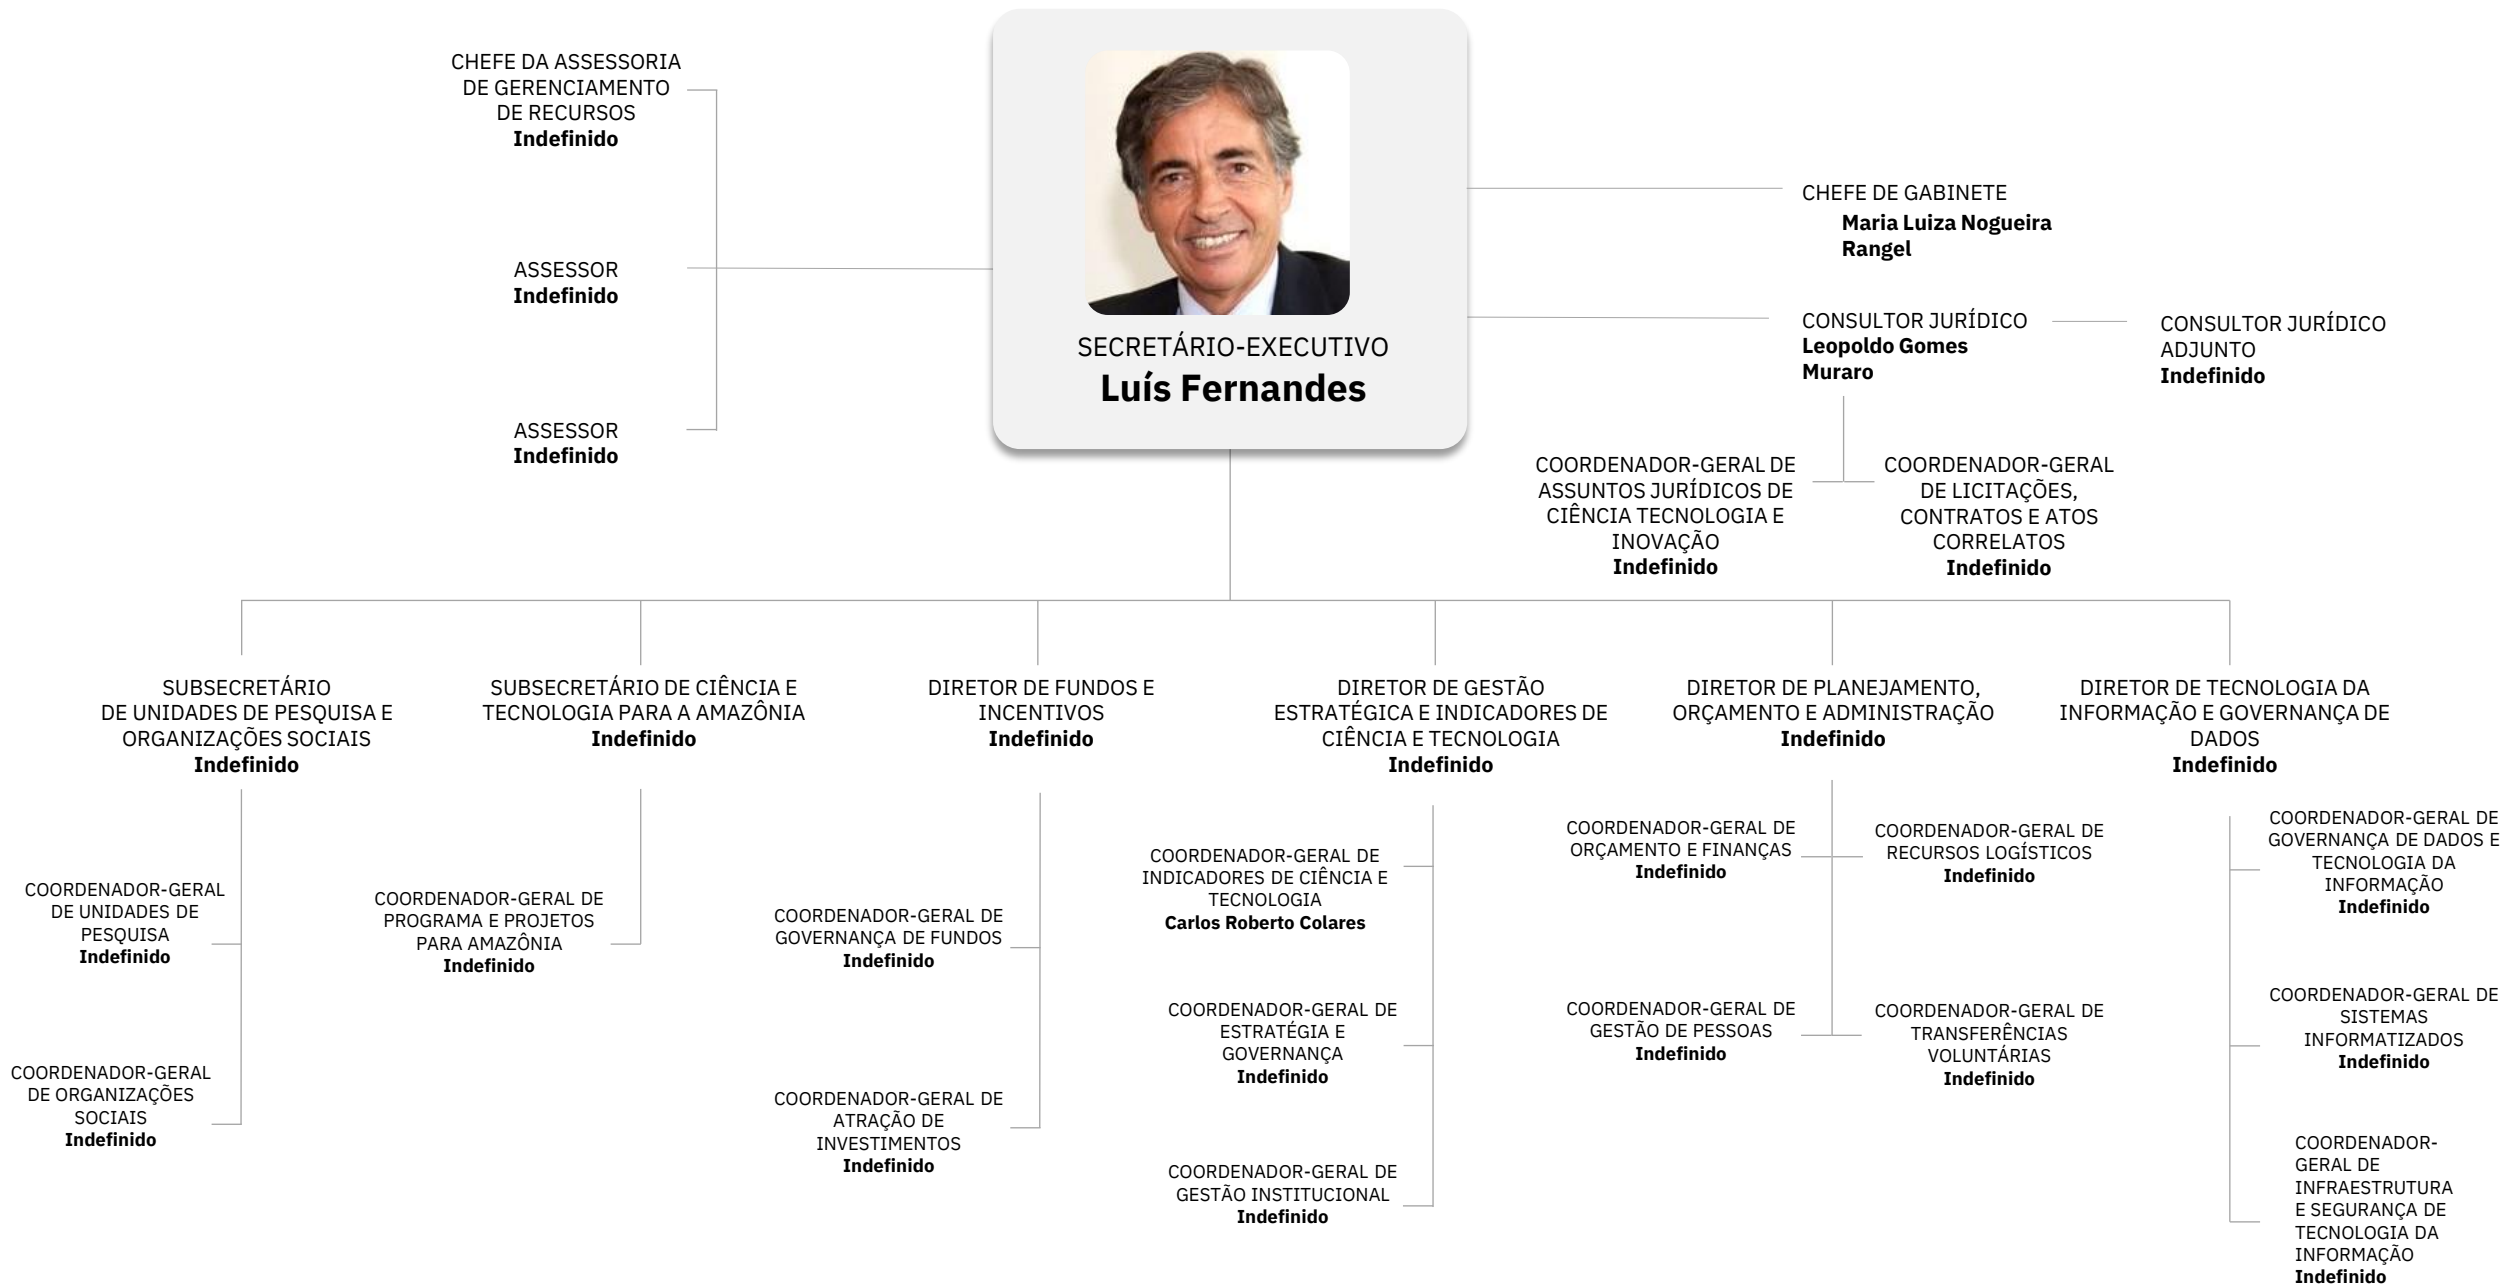 CHEFE DA ASSESSORIA
DE GERENCIAMENTO
DE RECURSOS
Indefinido
ASSESSOR
Indefinido
ASSESSOR
Indefinido
SECRETÁRIO-EXECUTIVO
Luís Fernandes
CHEFE DE GABINETE
Maria Luiza Nogueira
Rangel
CONSULTOR JURÍDICO
Leopoldo Gomes
Muraro
CONSULTOR JURÍDICO
ADJUNTO
Indefinido
COORDENADOR-GERAL DE
ASSUNTOS JURÍDICOS DE
CIÊNCIA TECNOLOGIA E
INOVAÇÃO
Indefinido
COORDENADOR-GERAL
DE LICITAÇÕES,
CONTRATOS E ATOS
CORRELATOS
Indefinido
SUBSECRETÁRIO
DE UNIDADES DE PESQUISA E
ORGANIZAÇÕES SOCIAIS
Indefinido
COORDENADOR-GERAL
DE UNIDADES DE
PESQUISA
Indefinido
COORDENADOR-GERAL
DE ORGANIZAÇÕES
SOCIAIS
Indefinido
SUBSECRETÁRIO DE CIÊNCIA E
TECNOLOGIA PARA A AMAZÔNIA
Indefinido
COORDENADOR-GERAL DE
PROGRAMA E PROJETOS
PARA AMAZÔNIA
Indefinido
DIRETOR DE FUNDOS E
INCENTIVOS
Indefinido
COORDENADOR-GERAL DE
GOVERNANÇA DE FUNDOS
Indefinido
COORDENADOR-GERAL DE
ATRAÇÃO DE
INVESTIMENTOS
Indefinido
DIRETOR DE GESTÃO
ESTRATÉGICA E INDICADORES DE
CIÊNCIA E TECNOLOGIA
Indefinido
COORDENADOR-GERAL DE
INDICADORES DE CIÊNCIA E
TECNOLOGIA
Carlos Roberto Colares
COORDENADOR-GERAL DE
ESTRATÉGIA E
GOVERNANÇA
Indefinido
COORDENADOR-GERAL DE
GESTÃO INSTITUCIONAL
Indefinido
DIRETOR DE PLANEJAMENTO,
ORÇAMENTO E ADMINISTRAÇÃO
Indefinido
COORDENADOR-GERAL DE
ORÇAMENTO E FINANÇAS
Indefinido
COORDENADOR-GERAL DE
RECURSOS LOGÍSTICOS
Indefinido
COORDENADOR-GERAL DE
GESTÃO DE PESSOAS
Indefinido
COORDENADOR-GERAL DE
TRANSFERÊNCIAS
VOLUNTÁRIAS
Indefinido
DIRETOR DE TECNOLOGIA DA
INFORMAÇÃO E GOVERNANÇA DE
DADOS
Indefinido
COORDENADOR-GERAL DE
GOVERNANÇA DE DADOS E
TECNOLOGIA DA
INFORMAÇÃO
Indefinido
COORDENADOR-GERAL DE
SISTEMAS
INFORMATIZADOS
Indefinido
COORDENADOR-
GERAL DE
INFRAESTRUTURA
E SEGURANÇA DE
TECNOLOGIA DA
INFORMAÇÃO
Indefinido